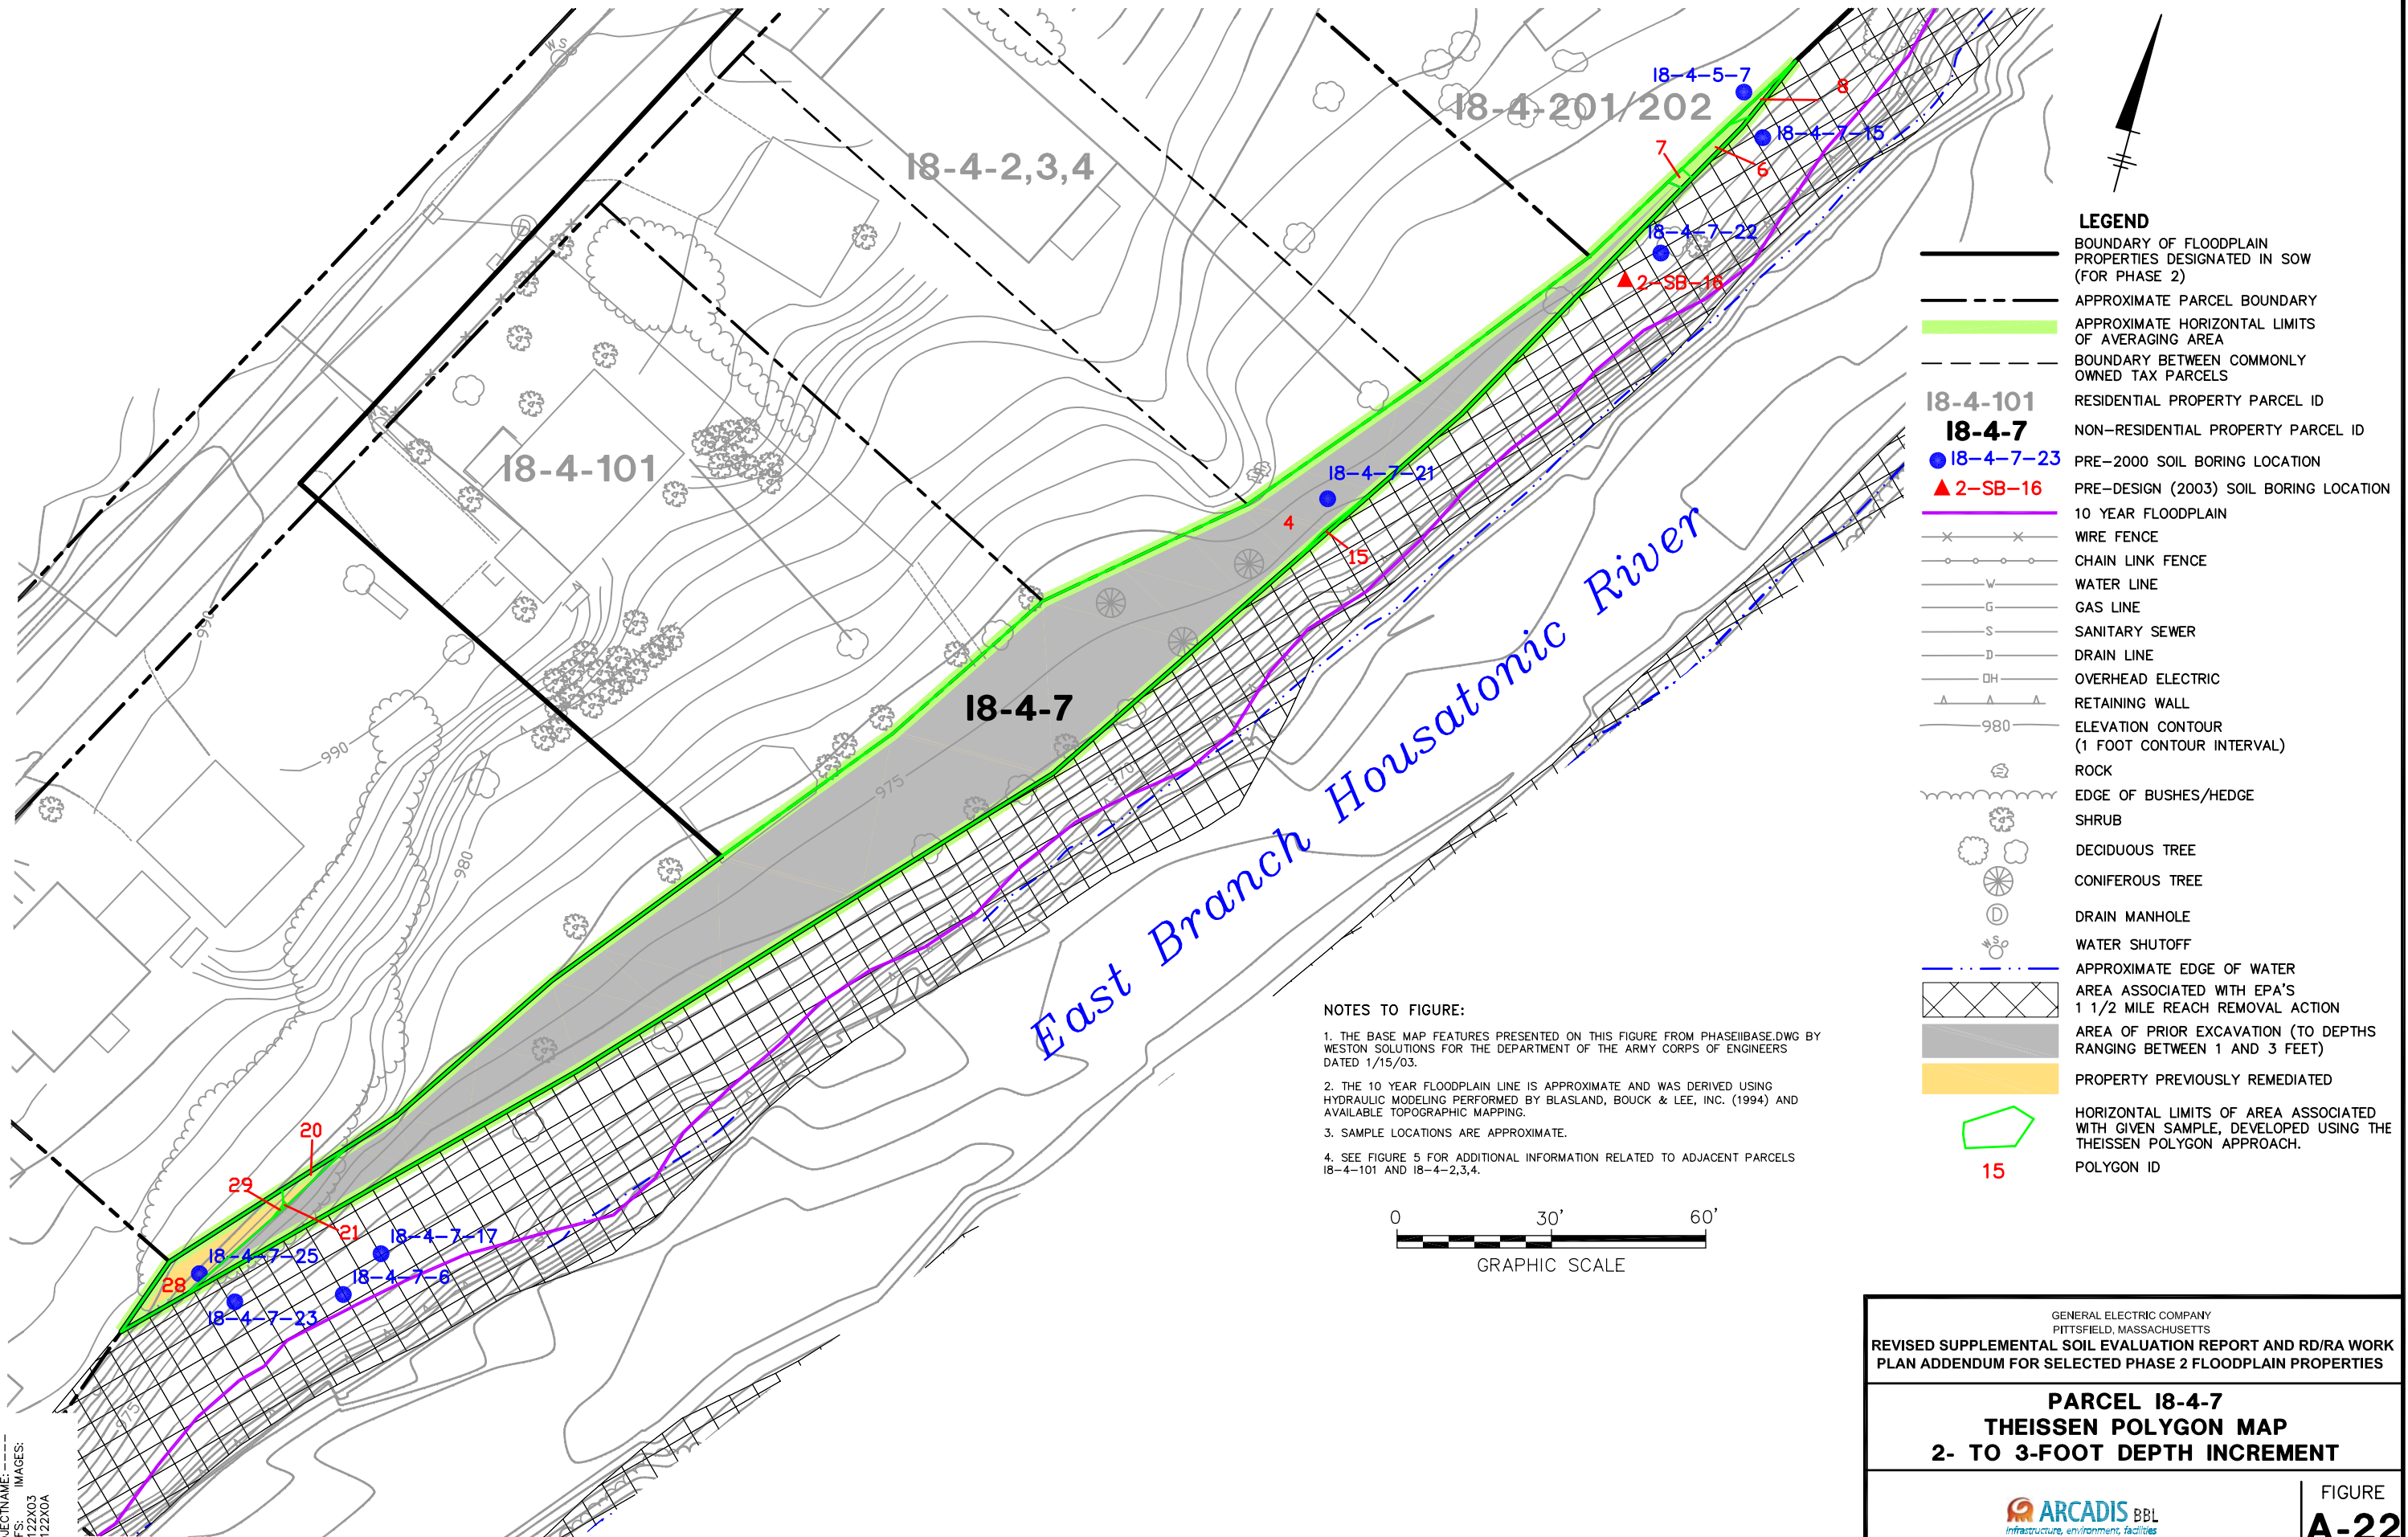 I8-4-5-7
I8-4-201/202
8
I8-4-7-15
7
6
I8-4-2,3,4
I8-4-7-22
2-SB-16
I8-4-101
I8-4-7-21
4
15
I8-4-7
990
990
980
975
970
975
East Branch Housatonic River
20
29
21
I8-4-7-17
I8-4-7-25
28
I8-4-7-6
I8-4-7-23
WS
D
LEGEND
BOUNDARY OF FLOODPLAIN
PROPERTIES DESIGNATED IN SOW
(FOR PHASE 2)
APPROXIMATE PARCEL BOUNDARY
APPROXIMATE HORIZONTAL LIMITS
OF AVERAGING AREA
BOUNDARY BETWEEN COMMONLY
OWNED TAX PARCELS
I8-4-101 RESIDENTIAL PROPERTY PARCEL ID
I8-4-7 NON-RESIDENTIAL PROPERTY PARCEL ID
I8-4-7-23 PRE-2000 SOIL BORING LOCATION
2-SB-16 PRE-DESIGN (2003) SOIL BORING LOCATION
10 YEAR FLOODPLAIN
WIRE FENCE
CHAIN LINK FENCE
W WATER LINE
G GAS LINE
S SANITARY SEWER
D DRAIN LINE
OH OVERHEAD ELECTRIC
RETAINING WALL
980 ELEVATION CONTOUR
(1 FOOT CONTOUR INTERVAL)
ROCK
EDGE OF BUSHES/HEDGE
SHRUB
DECIDUOUS TREE
CONIFEROUS TREE
D DRAIN MANHOLE
WS WATER SHUTOFF
APPROXIMATE EDGE OF WATER
AREA ASSOCIATED WITH EPA'S
1 1/2 MILE REACH REMOVAL ACTION
AREA OF PRIOR EXCAVATION (TO DEPTHS
RANGING BETWEEN 1 AND 3 FEET)
PROPERTY PREVIOUSLY REMEDIATED
HORIZONTAL LIMITS OF AREA ASSOCIATED
WITH GIVEN SAMPLE, DEVELOPED USING THE
THEISSEN POLYGON APPROACH.
15 POLYGON ID
NOTES TO FIGURE:
1. THE BASE MAP FEATURES PRESENTED ON THIS FIGURE FROM PHASEIIBASE.DWG BY
WESTON SOLUTIONS FOR THE DEPARTMENT OF THE ARMY CORPS OF ENGINEERS
DATED 1/15/03.
2. THE 10 YEAR FLOODPLAIN LINE IS APPROXIMATE AND WAS DERIVED USING
HYDRAULIC MODELING PERFORMED BY BLASLAND, BOUCK & LEE, INC. (1994) AND
AVAILABLE TOPOGRAPHIC MAPPING.
3. SAMPLE LOCATIONS ARE APPROXIMATE.
4. SEE FIGURE 5 FOR ADDITIONAL INFORMATION RELATED TO ADJACENT PARCELS
I8-4-101 AND I8-4-2,3,4.
0 30' 60'
GRAPHIC SCALE
GENERAL ELECTRIC COMPANY
PITTSFIELD, MASSACHUSETTS
REVISED SUPPLEMENTAL SOIL EVALUATION REPORT AND RD/RA WORK
PLAN ADDENDUM FOR SELECTED PHASE 2 FLOODPLAIN PROPERTIES
PARCEL I8-4-7
THEISSEN POLYGON MAP
2- TO 3-FOOT DEPTH INCREMENT
ARCADIS BBL
Infrastructure, environment, facilities
FIGURE
A-22
IMAGES:
122X03
122X0A